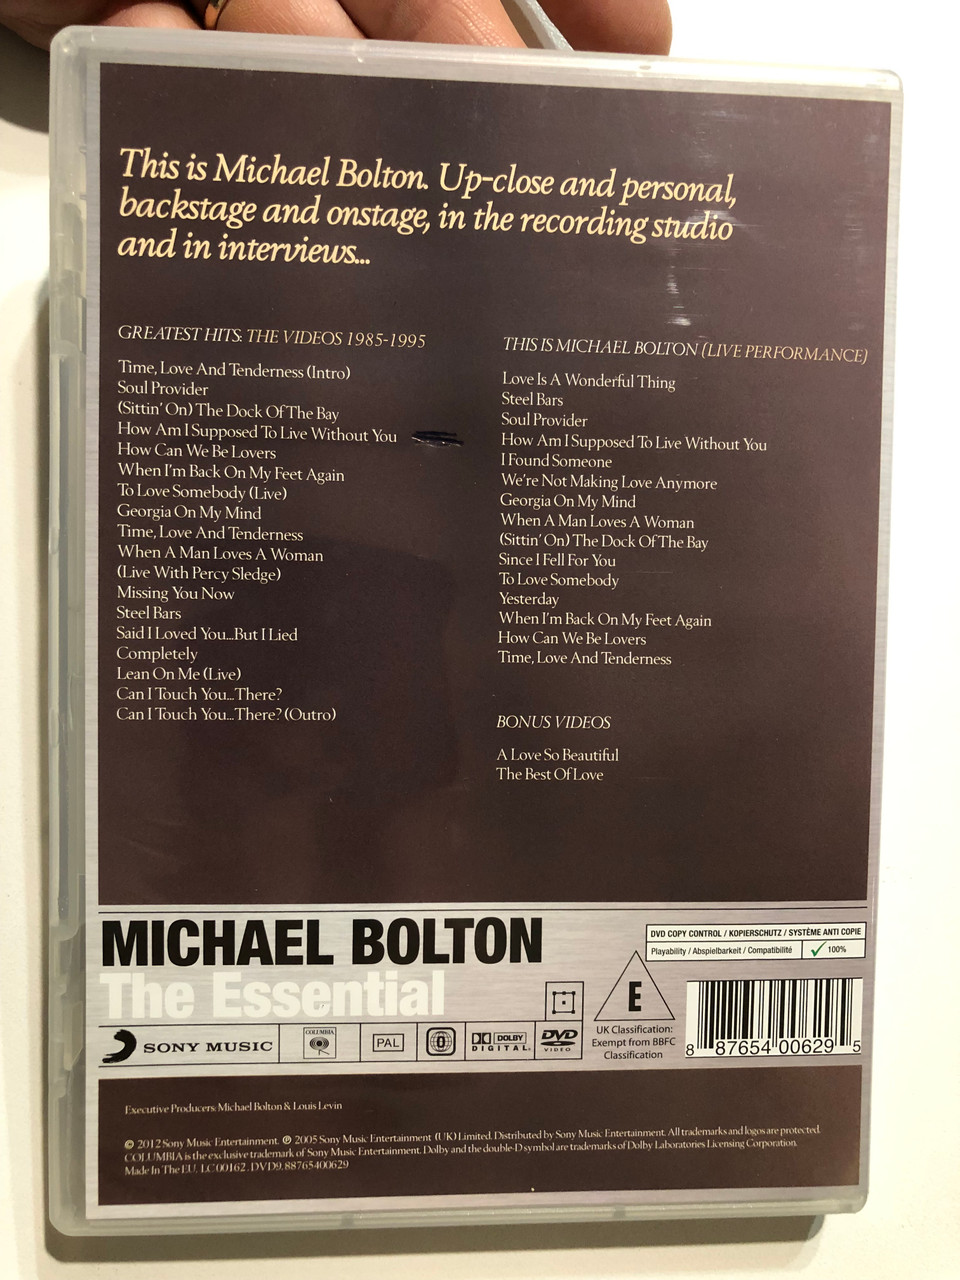 This is Michael Bolton. Up-close and personal,
backstage and onstage, in the recording studio
and in interviews...
GREATEST HITS: THE VIDEOS 1985-1995
Time, Love And Tenderness (Intro)
Soul Provider
(Sittin' On) The Dock Of The Bay
How Am I Supposed To Live Without You
How Can We Be Lovers
When I'm Back On My Feet Again
To Love Somebody (Live)
Georgia On My Mind
Time, Love And Tenderness
When A Man Loves A Woman
(Live With Percy Sledge)
Missing You Now
Steel Bars
Said I Loved You...But I Lied
Completely
Lean On Me (Live)
Can I Touch You...There?
Can I Touch You...There? (Outro)
THIS IS MICHAEL BOLTON (LIVE PERFORMANCE)
Love Is A Wonderful Thing
Steel Bars
Soul Provider
How Am I Supposed To Live Without You
I Found Someone
We're Not Making Love Anymore
Georgia On My Mind
When A Man Loves A Woman
(Sittin' On) The Dock Of The Bay
Since I Fell For You
To Love Somebody
Yesterday
When I'm Back On My Feet Again
How Can We Be Lovers
Time, Love And Tenderness
BONUS VIDEOS
A Love So Beautiful
The Best Of Love
MICHAEL BOLTON
The Essential
DVD COPY CONTROL / KOPIERSCHUTZ / SYSTÈME ANTI COPIE
Playability / Abspielbarkeit / Compatibilité 100%
E
UK Classification:
Exempt from BBFC
Classification
SONY MUSIC
COLUMBIA
PAL
0
DOLBY
DIGITAL
DVD
VIDEO
8 87654 00629 5
Executive Producers: Michael Bolton & Louis Levin
© 2012 Sony Music Entertainment. ℗ 2005 Sony Music Entertainment (UK) Limited. Distributed by Sony Music Entertainment. All trademarks and logos are protected.
COLUMBIA is the exclusive trademark of Sony Music Entertainment. Dolby and the double-D symbol are trademarks of Dolby Laboratories Licensing Corporation.
Made In The EU. LC 00162. DVD9. 88765400629